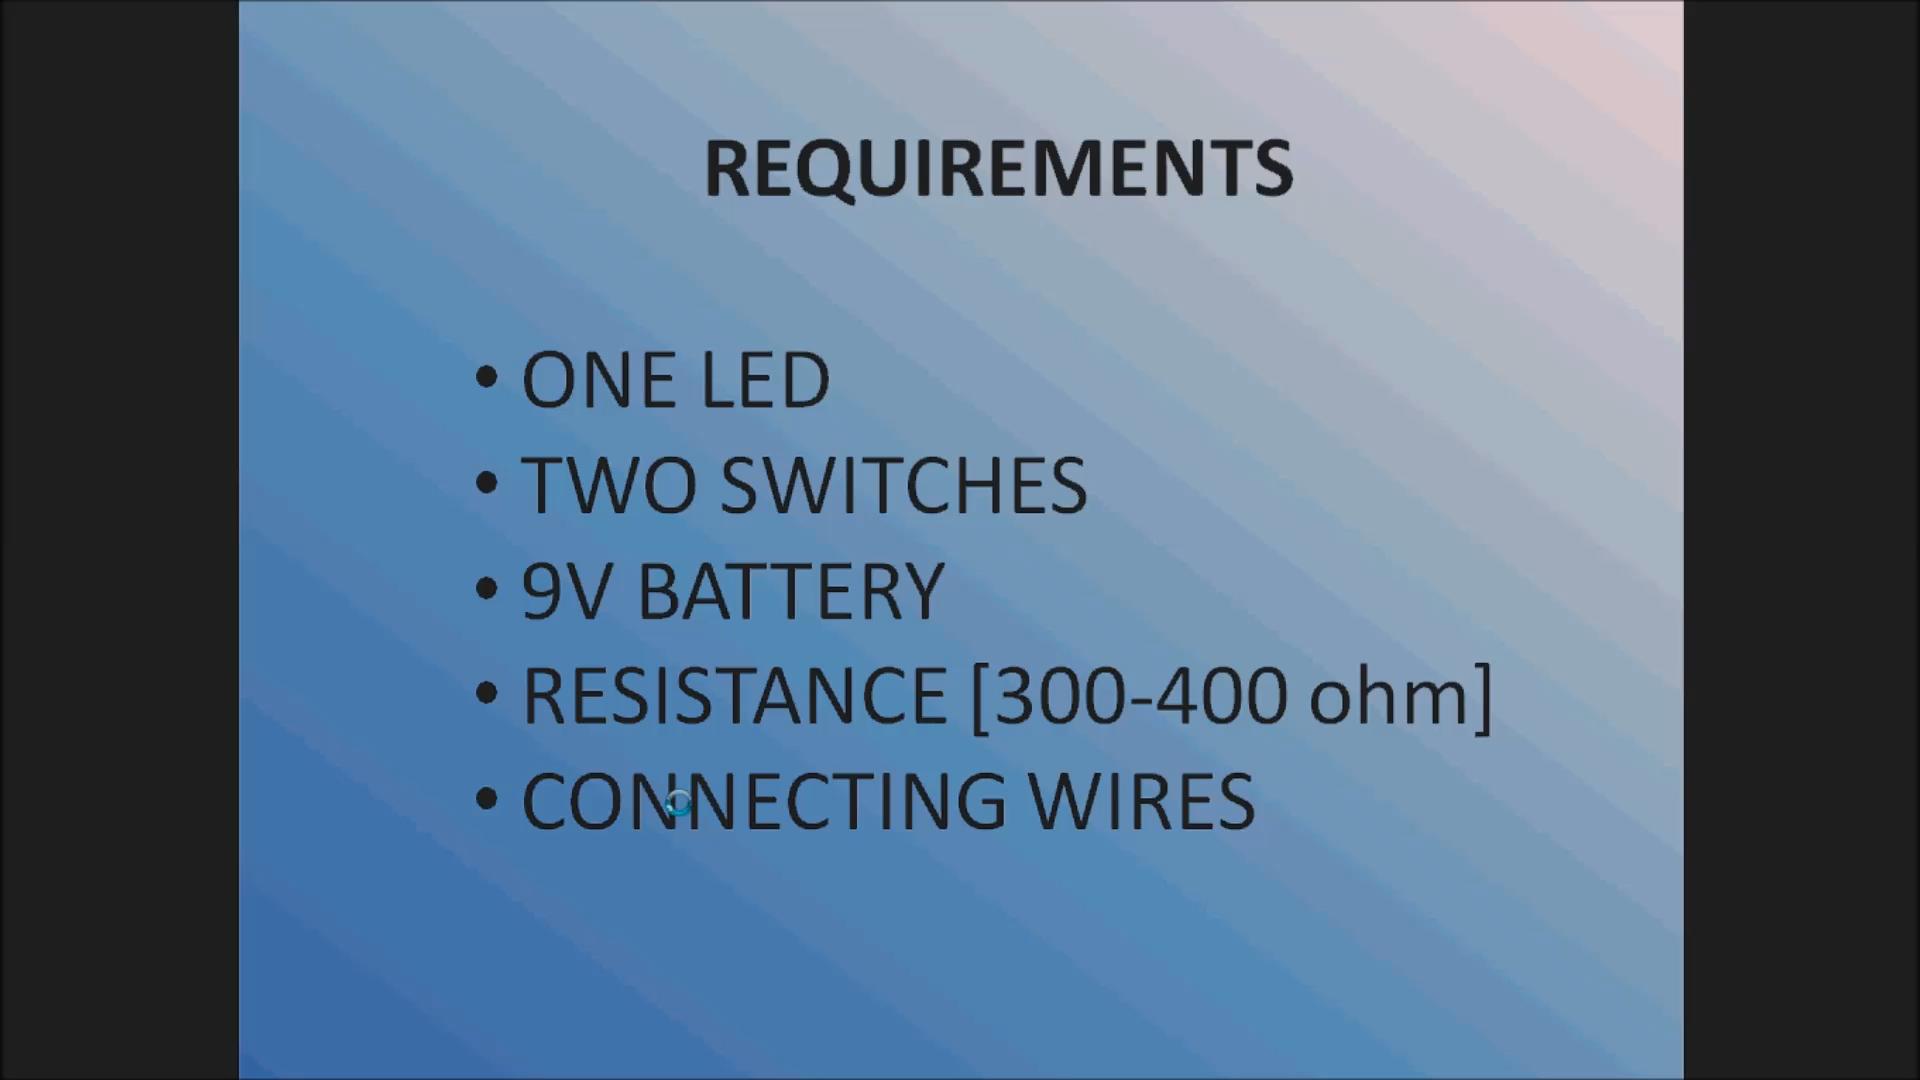 REQUIREMENTS
• ONE LED
• TWO SWITCHES
• 9V BATTERY
• RESISTANCE [300-400 ohm]
• CONNECTING WIRES